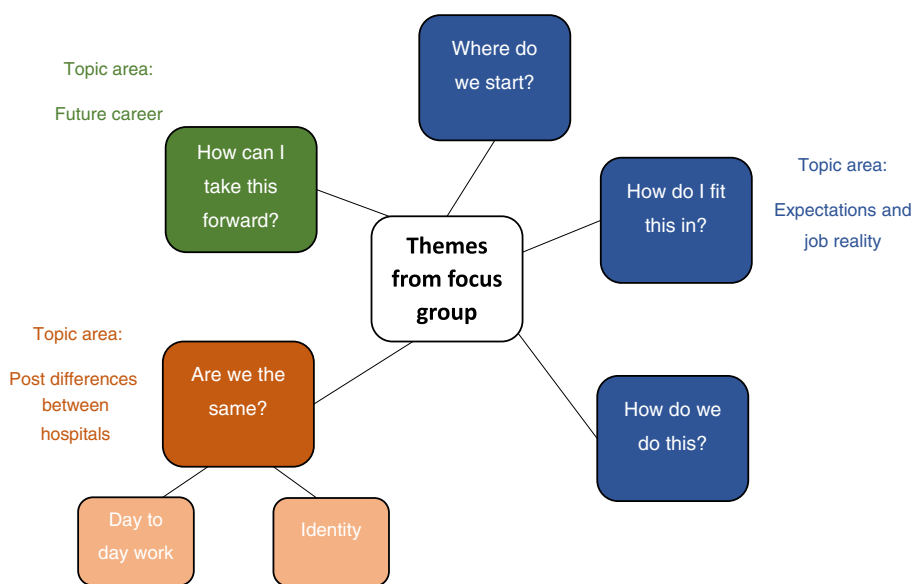 Where do
we start?
Topic area:
Future career
How can I
take this
forward?
How do I fit
this in?
Topic area:
Expectations and
job reality
Themes
from focus
group
Topic area:
Post differences
between
hospitals
Are we the
same?
How do we
do this?
Day to
day work
Identity